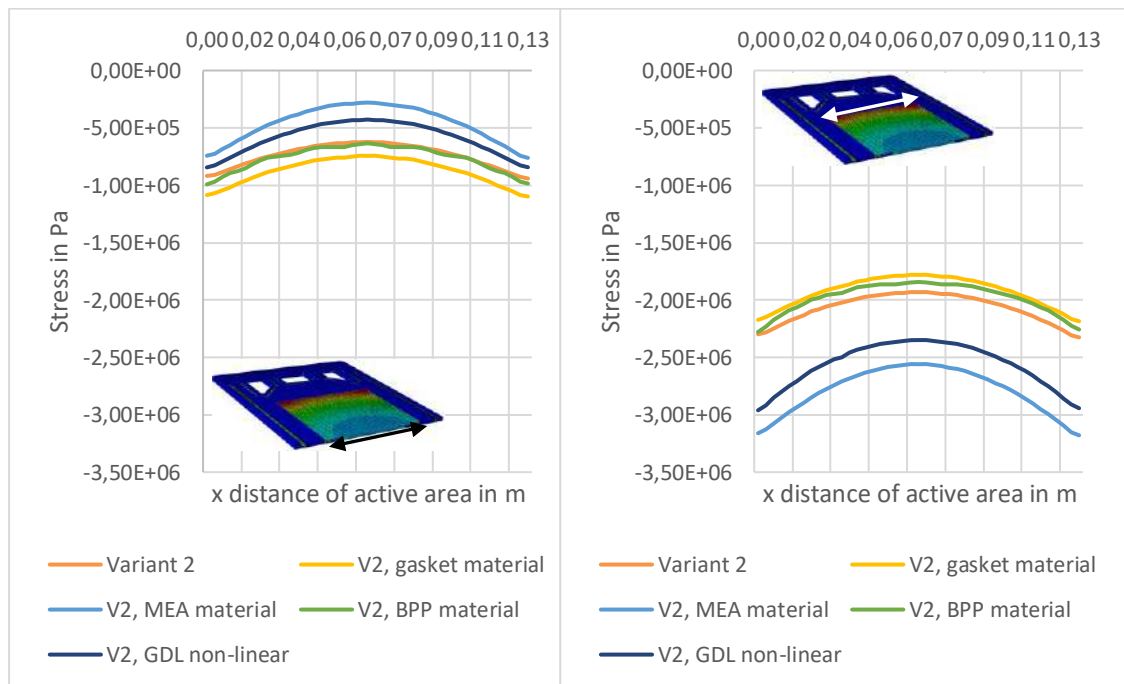 0,00 0,02 0,04 0,06 0,07 0,09 0,11 0,13
0,00E+00
-5,00E+05
-1,00E+06
-1,50E+06
-2,00E+06
-2,50E+06
-3,00E+06
-3,50E+06
Stress in Pa
x distance of active area in m
Variant 2
V2, gasket material
V2, MEA material
V2, BPP material
V2, GDL non-linear
0,00 0,02 0,04 0,06 0,07 0,09 0,11 0,13
0,00E+00
-5,00E+05
-1,00E+06
-1,50E+06
-2,00E+06
-2,50E+06
-3,00E+06
-3,50E+06
Stress in Pa
x distance of active area in m
Variant 2
V2, gasket material
V2, MEA material
V2, BPP material
V2, GDL non-linear